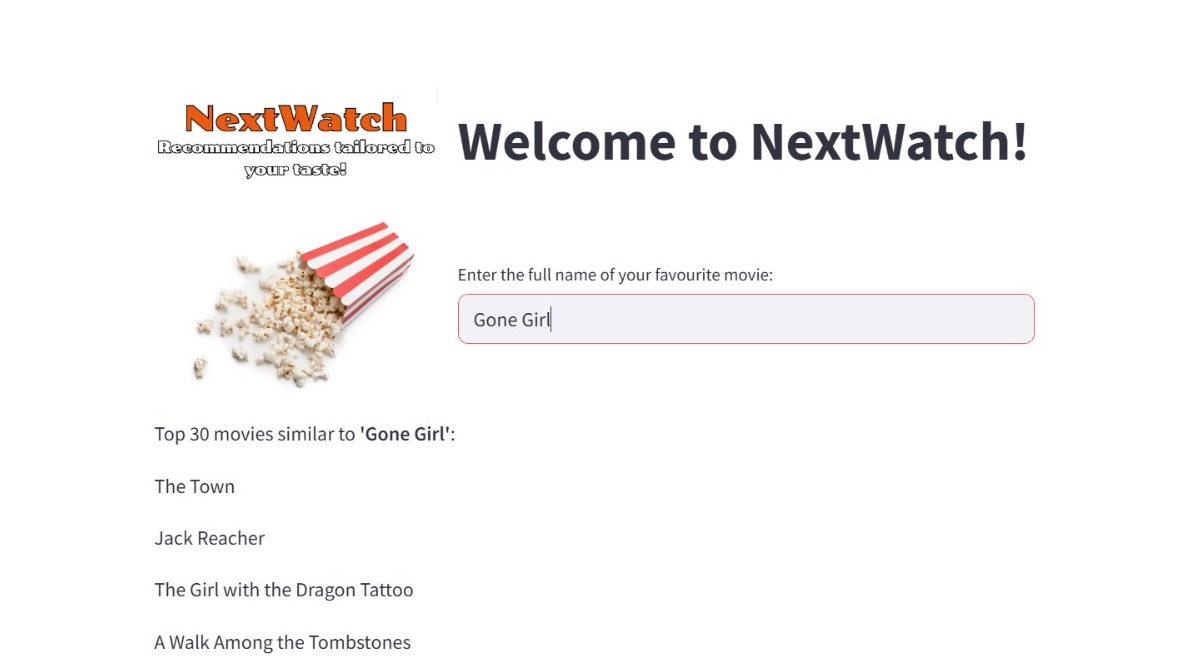 NextWatch
Recommendations tailored to
your taste!
Welcome to NextWatch!
Enter the full name of your favourite movie:
Gone Girl
Top 30 movies similar to 'Gone Girl':
The Town
Jack Reacher
The Girl with the Dragon Tattoo
A Walk Among the Tombstones